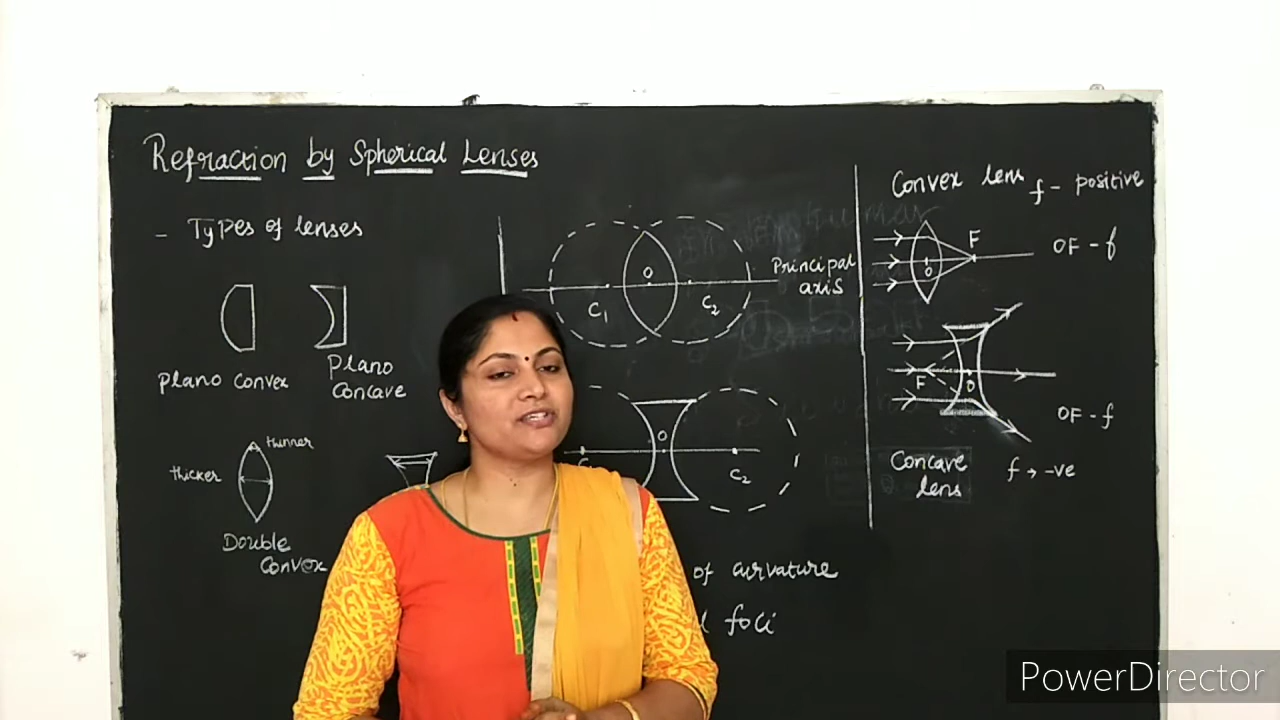 Refraction by Spherical Lenses
- Types of lenses
Plano Convex
Plano
Concave
thinner
thicker
Double
Convex
O
C1
C2
Principal
axis
O
C
C2
of curvature
foci
Convex lens f - positive
F
O
OF - f
F
O
OF - f
Concave
lens
f → -ve
PowerDirector